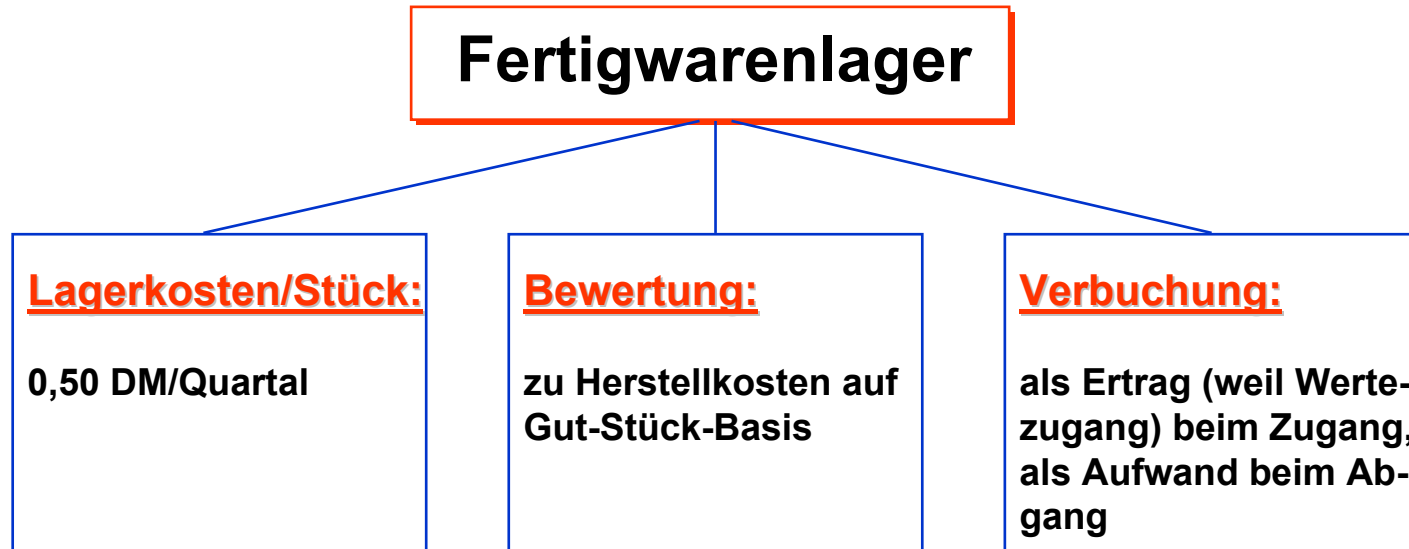 Fertigwarenlager
Lagerkosten/Stück:
0,50 DM/Quartal
Bewertung:
zu Herstellkosten auf
Gut-Stück-Basis
Verbuchung:
als Ertrag (weil Werte-
zugang) beim Zugang,
als Aufwand beim Ab-
gang